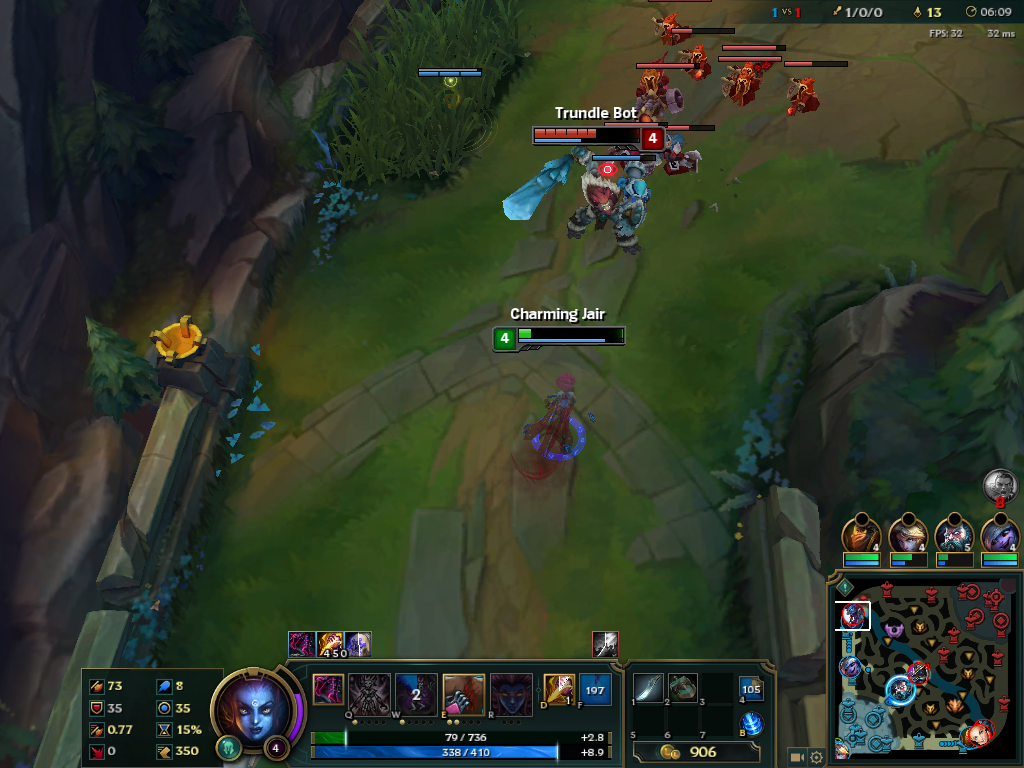 1 vs 1 1/0/0 13 06:09
FPS: 32 32 ms
Trundle Bot
4
Charming Jair
4
8
4 4 5 4
450
73 8
35 35
0.77 15%
0 350
4
2
Q W E R D 1 F 197
79 / 736 +2.8
338 / 410 +8.9
1 2 3 105 4
5 6 7 B
906